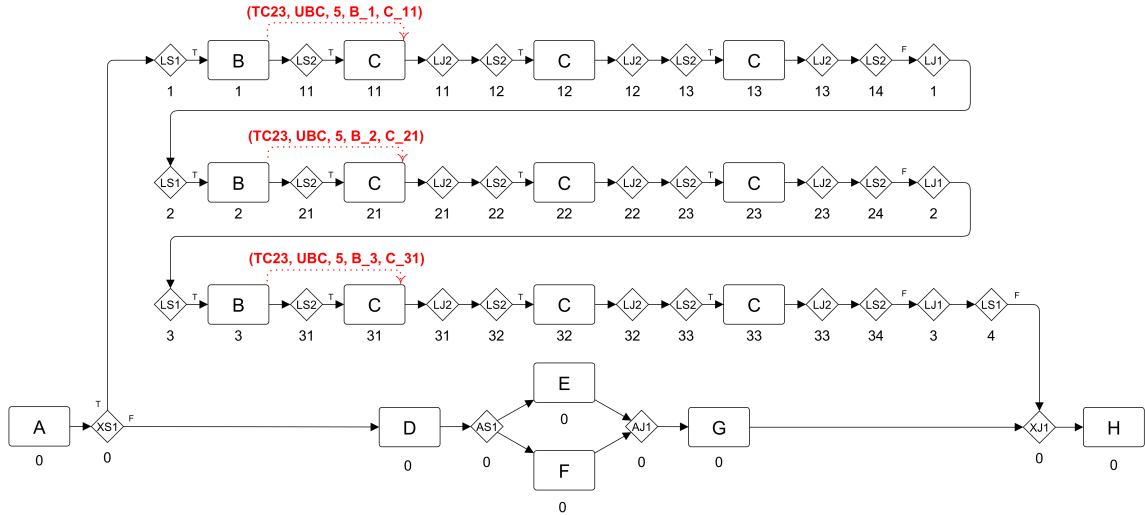 (TC23, UBC, 5, B_1, C_11)
LS1 T B LS2 T C LJ2 LS2 T C LJ2 LS2 T C LJ2 LS2 F LJ1
1 1 11 11 11 12 12 12 13 13 13 14 1
(TC23, UBC, 5, B_2, C_21)
LS1 T B LS2 T C LJ2 LS2 T C LJ2 LS2 T C LJ2 LS2 F LJ1
2 2 21 21 21 22 22 22 23 23 23 24 2
(TC23, UBC, 5, B_3, C_31)
LS1 T B LS2 T C LJ2 LS2 T C LJ2 LS2 T C LJ2 LS2 F LJ1 LS1 F
3 3 31 31 31 32 32 32 33 33 33 34 3 4
E
0
T F
A XS1 D AS1 AJ1 G XJ1 H
0 0 0 0 0 0 0 0
F
0